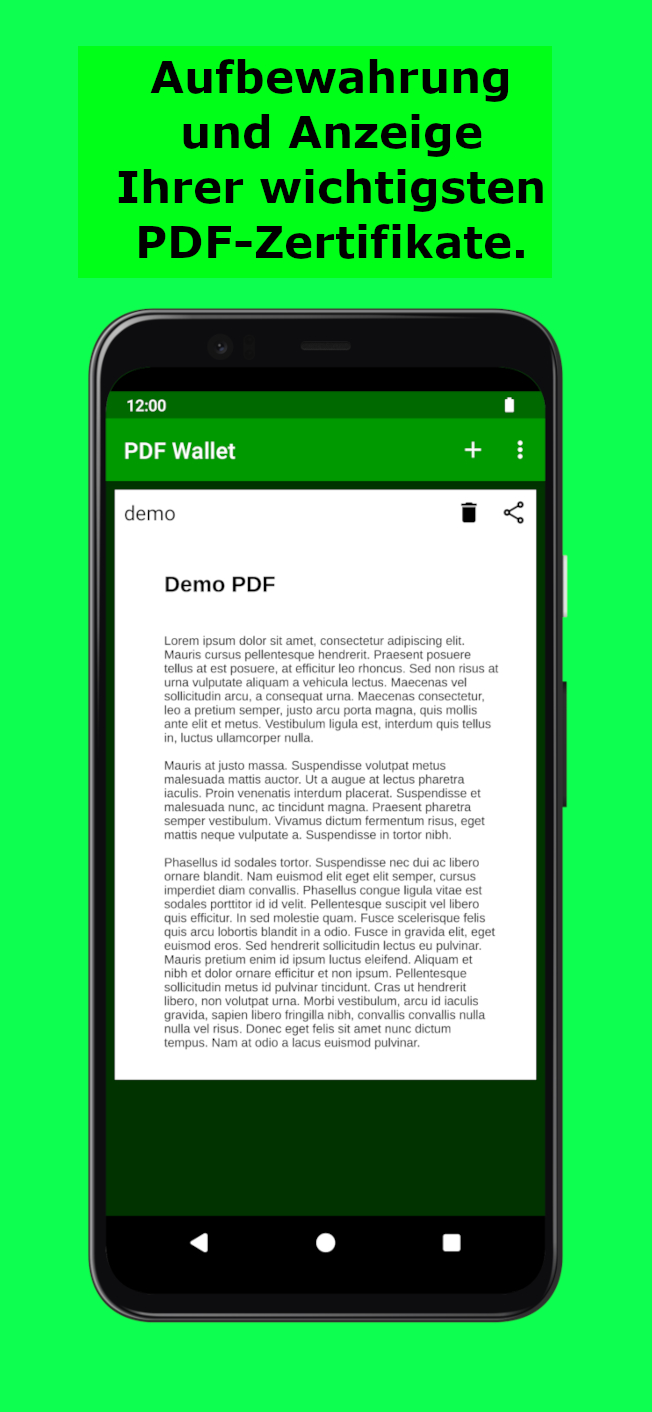 Aufbewahrung
und Anzeige
Ihrer wichtigsten
PDF-Zertifikate.
12:00
PDF Wallet
demo
Demo PDF
Lorem ipsum dolor sit amet, consectetur adipiscing elit.
Mauris cursus pellentesque hendrerit. Praesent posuere
tellus at est posuere, at efficitur leo rhoncus. Sed non risus at
urna vulputate aliquam a vehicula lectus. Maecenas vel
sollicitudin arcu, a consequat urna. Maecenas consectetur,
leo a pretium semper, justo arcu porta magna, quis mollis
ante elit et metus. Vestibulum ligula est, interdum quis tellus
in, luctus ullamcorper nulla.
Mauris at justo massa. Suspendisse volutpat metus
malesuada mattis auctor. Ut a augue at lectus pharetra
iaculis. Proin venenatis interdum placerat. Suspendisse et
malesuada nunc, ac tincidunt magna. Praesent pharetra
semper vestibulum. Vivamus dictum fermentum risus, eget
mattis neque vulputate a. Suspendisse in tortor nibh.
Phasellus id sodales tortor. Suspendisse nec dui ac libero
ornare blandit. Nam euismod elit eget elit semper, cursus
imperdiet diam convallis. Phasellus congue ligula vitae est
sodales porttitor id id velit. Pellentesque suscipit vel libero
quis efficitur. In sed molestie quam. Fusce scelerisque felis
quis arcu lobortis blandit in a odio. Fusce in gravida elit, eget
euismod eros. Sed hendrerit sollicitudin lectus eu pulvinar.
Mauris pretium enim id ipsum luctus eleifend. Aliquam et
nibh et dolor ornare efficitur et non ipsum. Pellentesque
sollicitudin metus id pulvinar tincidunt. Cras ut hendrerit
libero, non volutpat urna. Morbi vestibulum, arcu id iaculis
gravida, sapien libero fringilla nibh, convallis convallis nulla
nulla vel risus. Donec eget felis sit amet nunc dictum
tempus. Nam at odio a lacus euismod pulvinar.